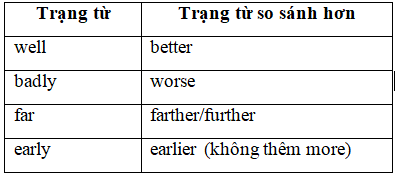 Trạng từ Trạng từ so sánh hơn
well better
badly worse
far farther/further
early earlier (không thêm more)